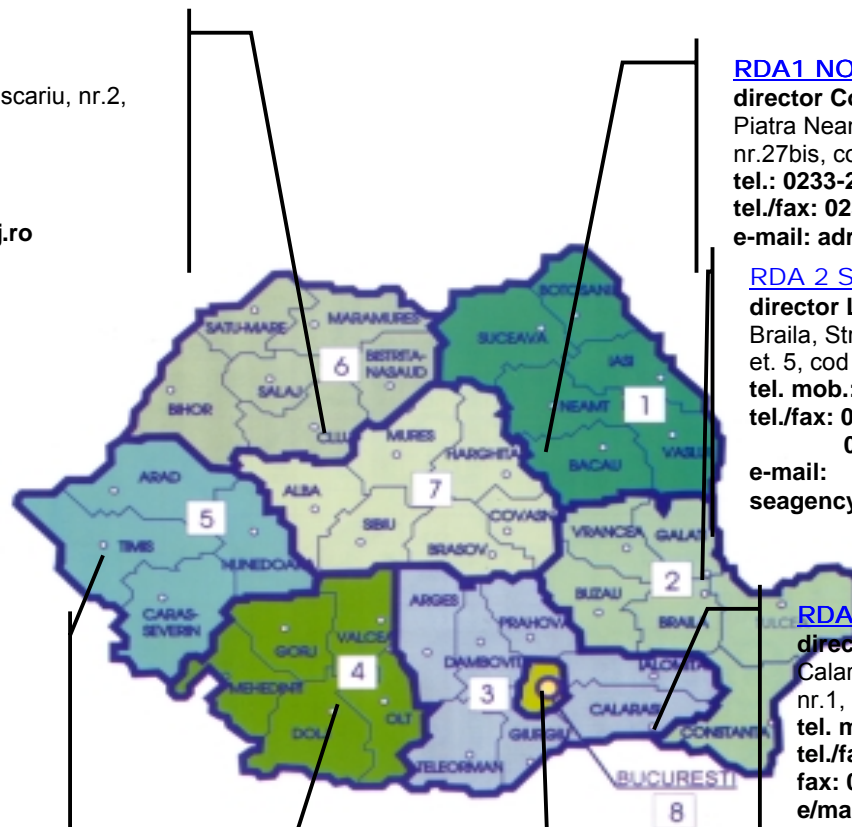 scariu, nr.2,
j.ro
RDA1 NO
director Co
Piatra Near
nr.27bis, co
tel.: 0233-2
tel./fax: 02
e-mail: adr
RDA 2 S
director L
Braila, Str
et. 5, cod
tel. mob.:
tel./fax: 0
0
e-mail:
seagency
RDA
direc
Calar
nr.1,
tel. m
tel./fa
fax: 0
e/ma
BOTOSANI
SUCEAVA
IASI
NEAMT
1
VASLUI
BACAU
SATU-MARE
MARAMURES
6
BISTRITA-
NASAUD
SALAJ
BIHOR
CLUJ
MURES
HARGHITA
7
ALBA
SIBIU
COVASN
BRASOV
ARAD
5
TIMIS
HUNEDOA
CARAS-
SEVERIN
VRANCEA
GALATI
2
BUZAU
BRAILA
TULCE
CONSTANTA
VALCEA
GORJ
4
MEHEDINTI
OLT
DOLJ
ARGES
PRAHOVA
DAMBOVIT
3
IALOMITA
CALARASI
GIURGIU
TELEORMAN
BUCURESTI
8